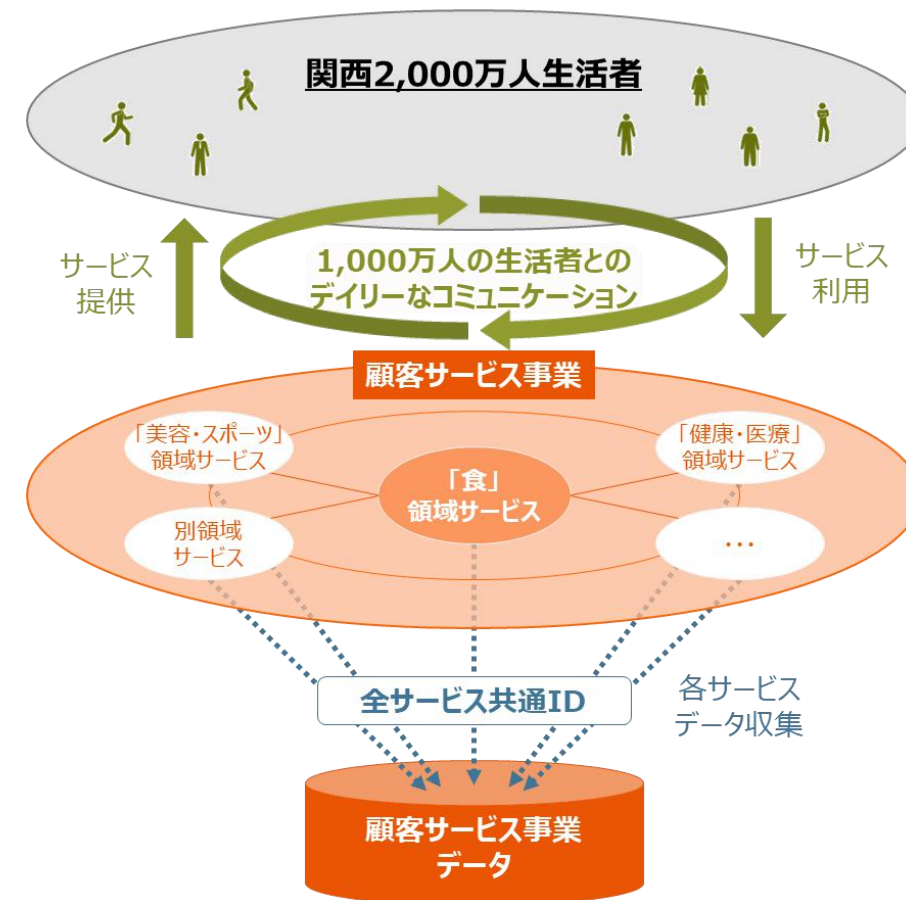 関西2,000万人生活者
サービス
提供
1,000万人の生活者との
デイリーなコミュニケーション
サービス
利用
顧客サービス事業
「美容・スポーツ」
領域サービス
「健康・医療」
領域サービス
「食」
領域サービス
別領域
サービス
・・・
全サービス共通ID
各サービス
データ収集
顧客サービス事業
データ